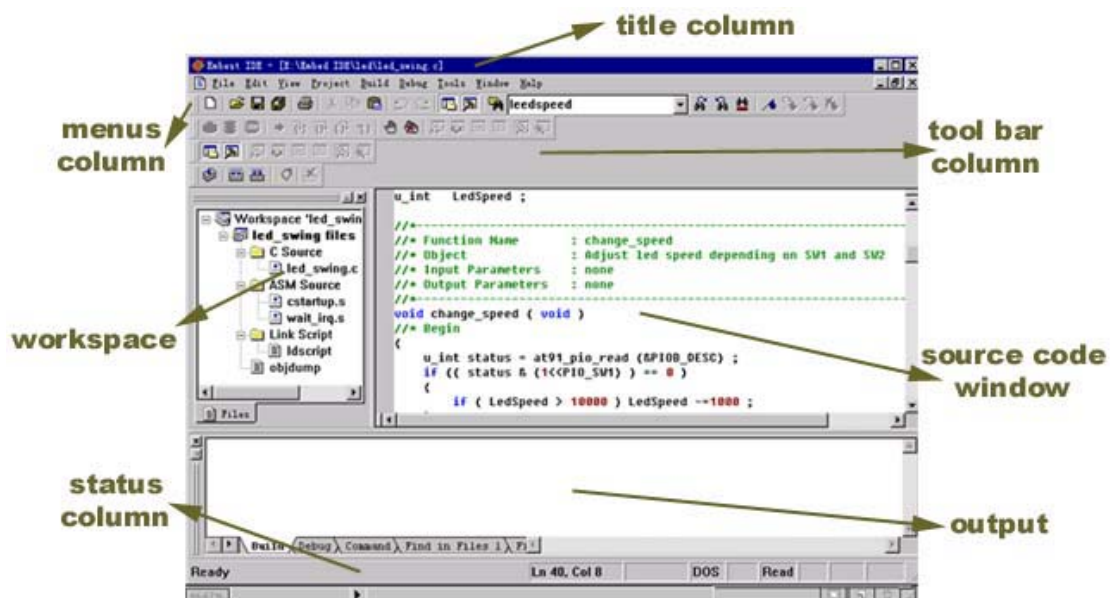 title column
Embest IDE - [E:\Embed IDE\led\led_swing.c]
File Edit View Project Build Debug Tools Window Help
leedspeed
menus
column
tool bar
column
u_int LedSpeed ;
//*----------------------------------------------------------------------
//* Function Name : change_speed
//* Object : Adjust led speed depending on SW1 and SW2
//* Input Parameters : none
//* Output Parameters : none
//*----------------------------------------------------------------------
void change_speed ( void )
//* Begin
{
u_int status = at91_pio_read (&PIOB_DESC) ;
if (( status & (1<<PIO_SW1) ) == 0 )
{
if ( LedSpeed > 10000 ) LedSpeed -=1000 ;
Workspace 'led_swin
led_swing files
C Source
led_swing.c
ASM Source
cstartup.s
wait_irq.s
Link Script
ldscript
objdump
Files
workspace
source code
window
status
column
output
Build Debug Command Find in Files 1
Ready Ln 40, Col 8 DOS Read